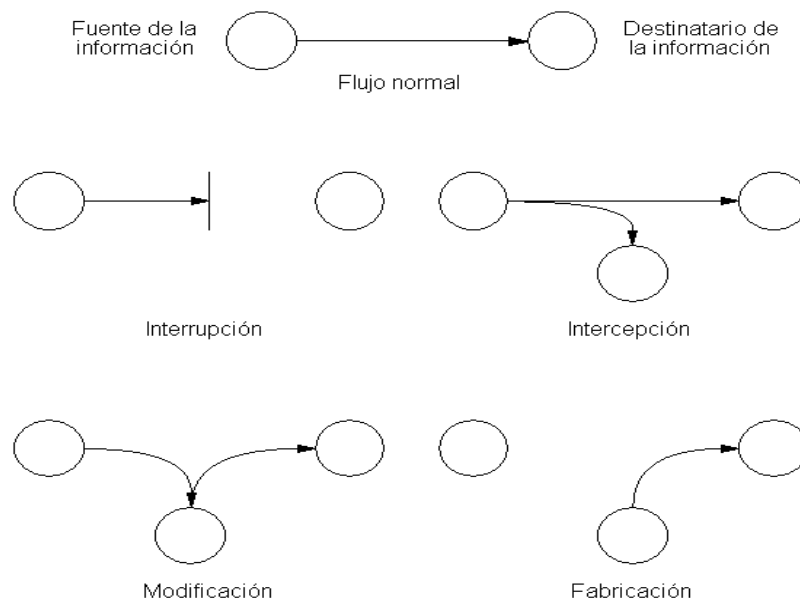 Fuente de la
información
Destinatario de
la información
Flujo normal
Interrupción
Intercepción
Modificación
Fabricación